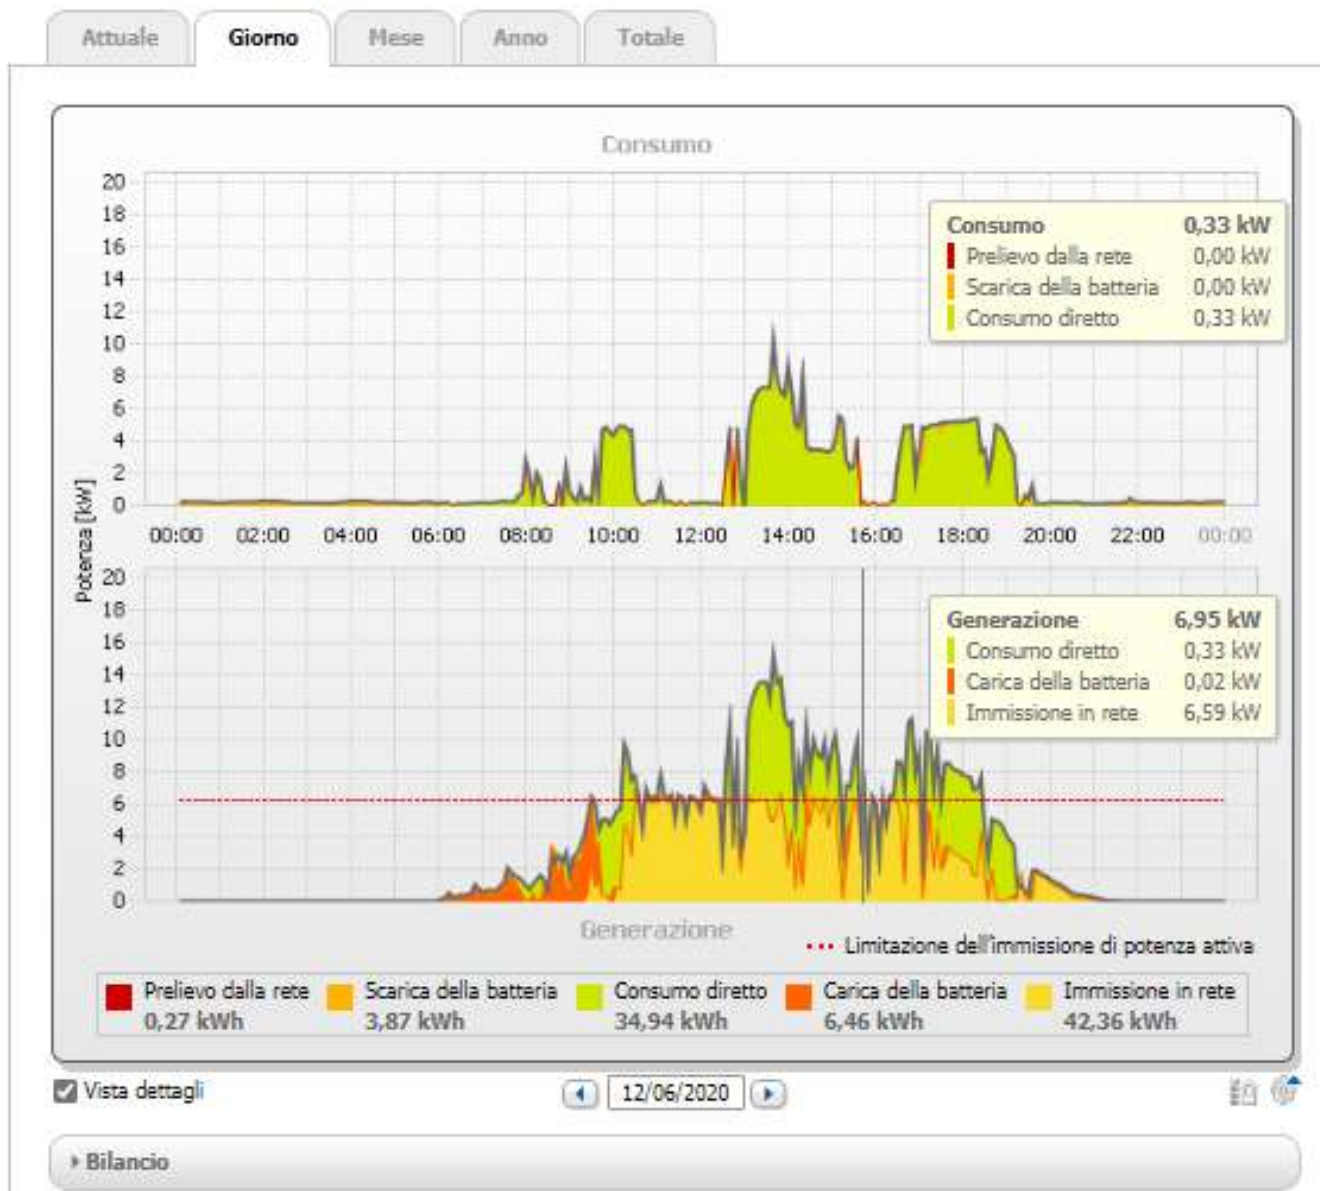 Attuale Giorno Mese Anno Totale
Consumo
20
18
16
14
12
10
8
6
4
2
0
Consumo 0,33 kW
Prelievo dalla rete 0,00 kW
Scarica della batteria 0,00 kW
Consumo diretto 0,33 kW
00:00 02:00 04:00 06:00 08:00 10:00 12:00 14:00 16:00 18:00 20:00 22:00 00:00
Potenza [kW]
20
18
16
14
12
10
8
6
4
2
0
Generazione 6,95 kW
Consumo diretto 0,33 kW
Carica della batteria 0,02 kW
Immissione in rete 6,59 kW
Generazione
Limitazione dell'immissione di potenza attiva
Prelievo dalla rete Scarica della batteria Consumo diretto Carica della batteria Immissione in rete
0,27 kWh 3,87 kWh 34,94 kWh 6,46 kWh 42,36 kWh
Vista dettagli 12/06/2020
Bilancio